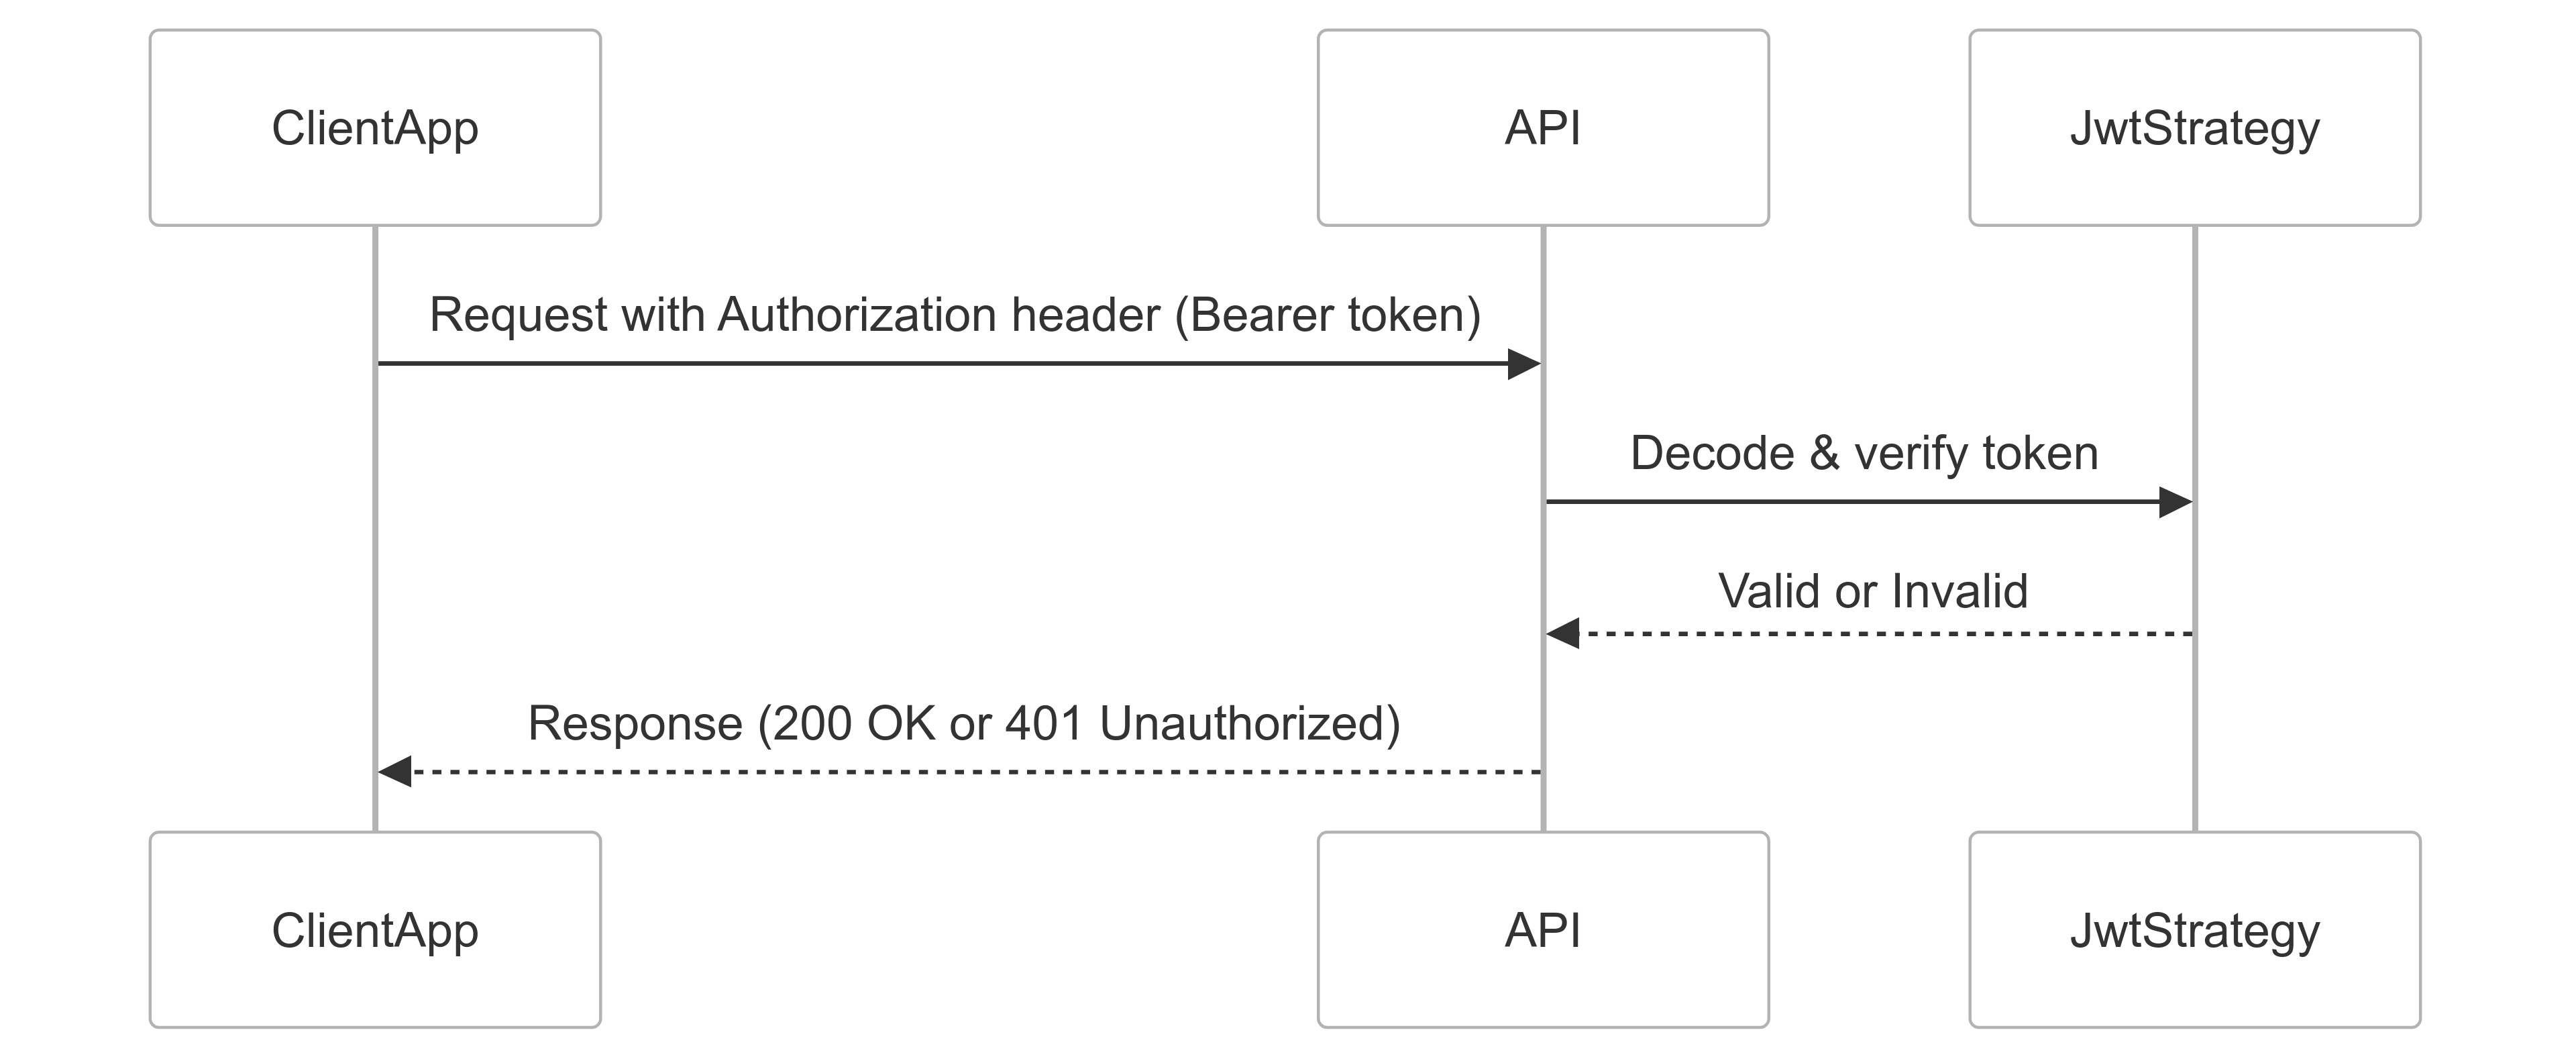 ClientApp
API
JwtStrategy
Request with Authorization header (Bearer token)
Decode & verify token
Valid or Invalid
Response (200 OK or 401 Unauthorized)
ClientApp
API
JwtStrategy